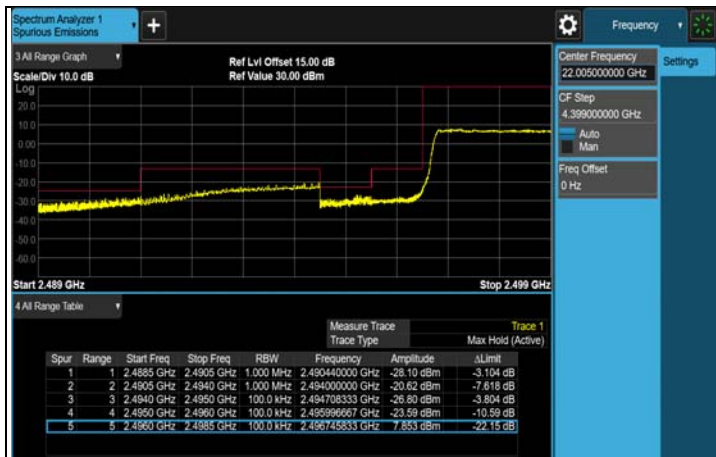 Spectrum Analyzer 1
Spurious Emissions
+
Frequency
3 All Range Graph
Ref Lvl Offset 15.00 dB
Scale/Div 10.0 dB
Ref Value 30.00 dBm
Log
20.0
10.0
0.00
-10.0
-20.0
-30.0
-40.0
-50.0
-60.0
Start 2.489 GHz
Stop 2.499 GHz
Center Frequency
22.005000000 GHz
Settings
CF Step
4.399000000 GHz
Auto
Man
Freq Offset
0 Hz
4 All Range Table
Measure Trace Trace 1
Trace Type Max Hold (Active)
Spur Range Start Freq Stop Freq RBW Frequency Amplitude ΔLimit
1 1 2.4885 GHz 2.4905 GHz 1.000 MHz 2.490440000 GHz -28.10 dBm -3.104 dB
2 2 2.4905 GHz 2.4940 GHz 1.000 MHz 2.494000000 GHz -20.62 dBm -7.618 dB
3 3 2.4940 GHz 2.4950 GHz 100.0 kHz 2.494708333 GHz -26.80 dBm -3.804 dB
4 4 2.4950 GHz 2.4960 GHz 100.0 kHz 2.495996667 GHz -23.59 dBm -10.59 dB
5 5 2.4960 GHz 2.4985 GHz 100.0 kHz 2.496745833 GHz 7.853 dBm -22.15 dB